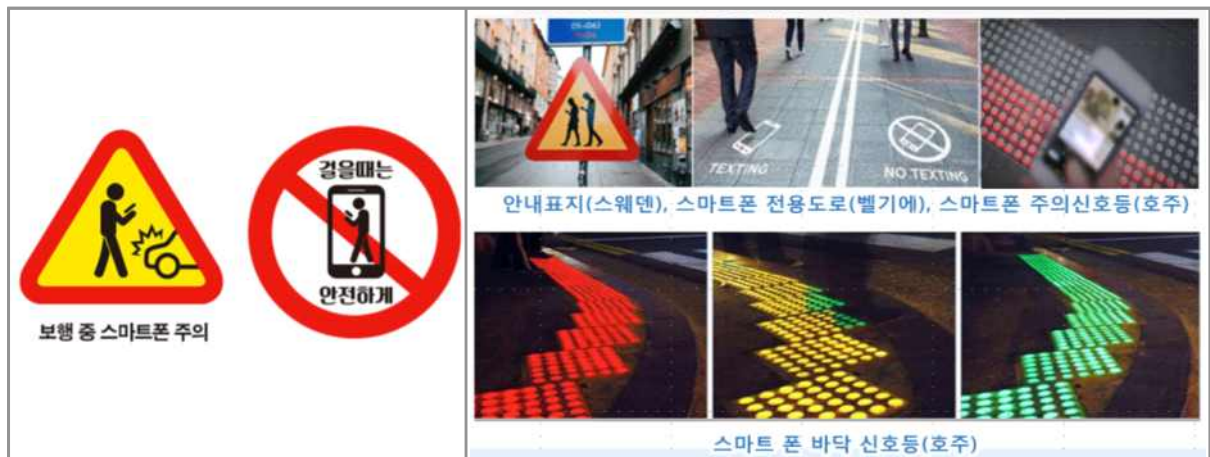 걸을때는
안전하게
보행 중 스마트폰 주의
TEXTING
NO TEXTING
안내표지(스웨덴), 스마트폰 전용도로(벨기에), 스마트폰 주의신호등(호주)
스마트 폰 바닥 신호등(호주)